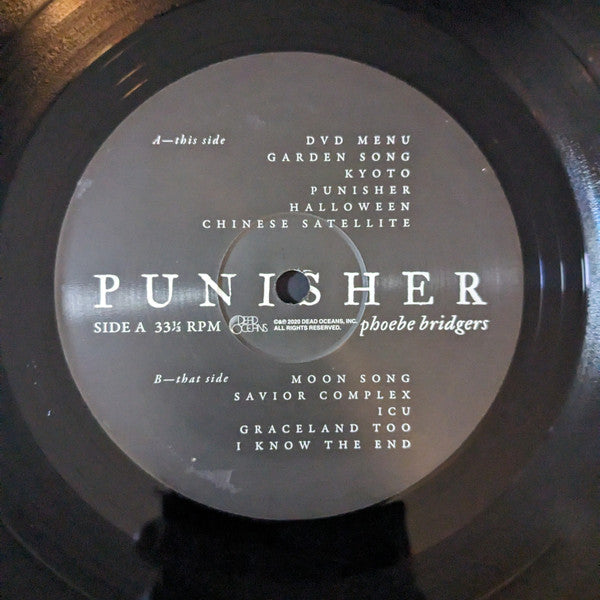 A—this side DVD MENU
GARDEN SONG
KYOTO
PUNISHER
HALLOWEEN
CHINESE SATELLITE
PUNISHER
SIDE A 33⅓ RPM DEAD OCEANS ©&℗ 2020 DEAD OCEANS, INC. ALL RIGHTS RESERVED. phoebe bridgers
B—that side MOON SONG
SAVIOR COMPLEX
ICU
GRACELAND TOO
I KNOW THE END